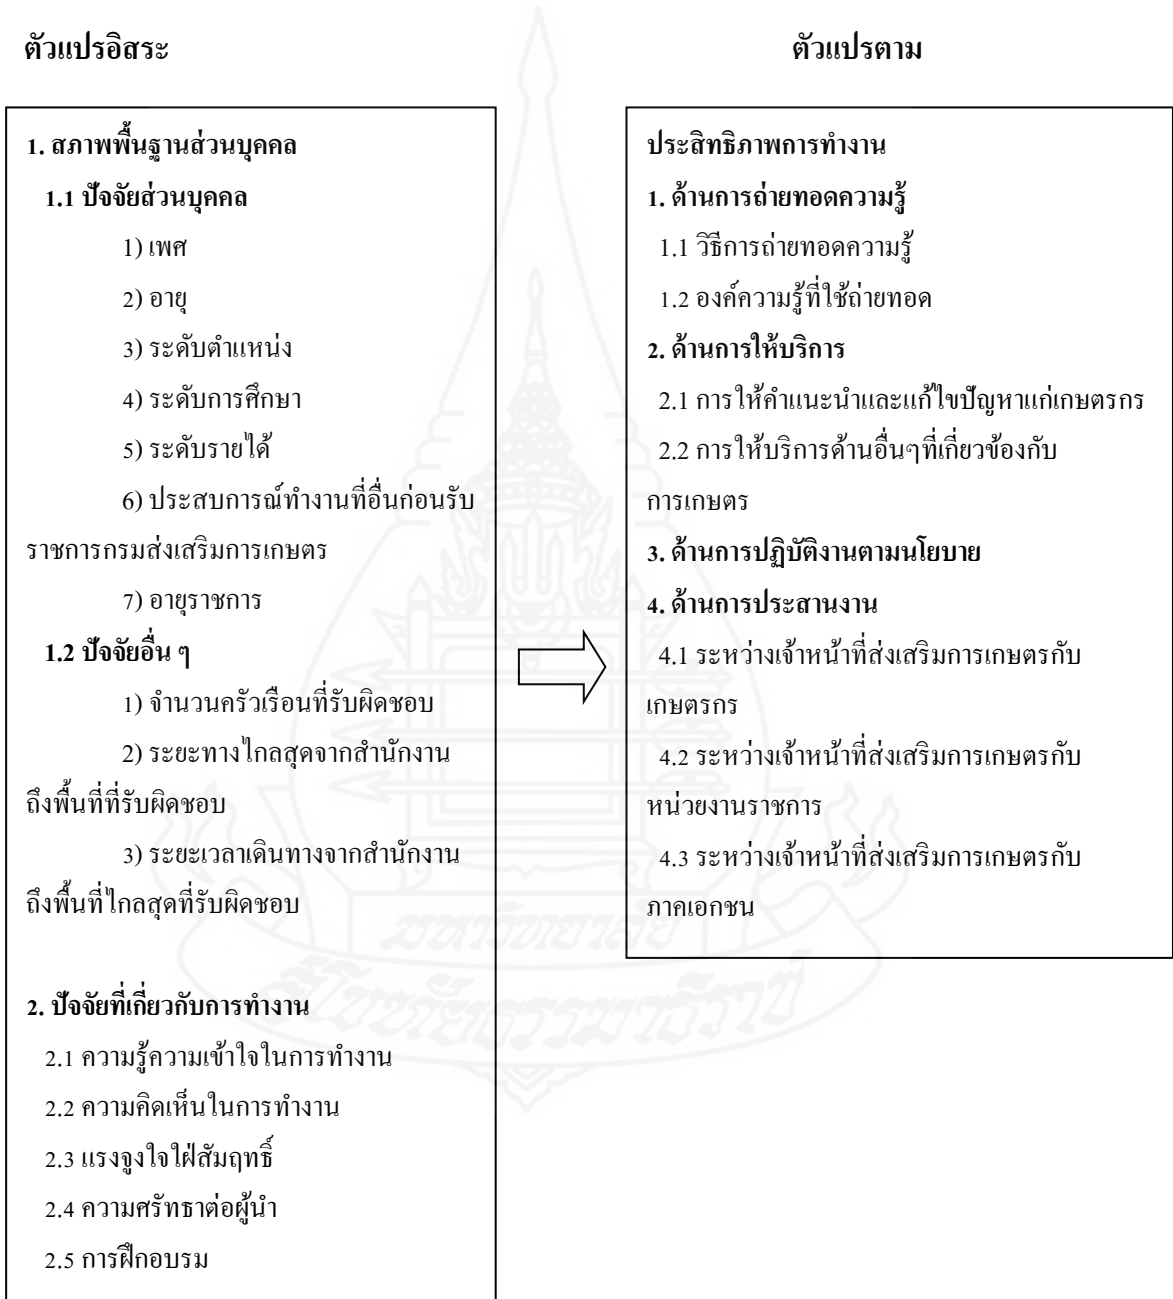 ตัวแปรอิสระ
ตัวแปรตาม
1. สภาพพื้นฐานส่วนบุคคล
1.1 ปัจจัยส่วนบุคคล
1) เพศ
2) อายุ
3) ระดับตำแหน่ง
4) ระดับการศึกษา
5) ระดับรายได้
6) ประสบการณ์ทำงานที่อื่นก่อนรับ
ราชการกรมส่งเสริมการเกษตร
7) อายุราชการ
1.2 ปัจจัยอื่น ๆ
1) จำนวนครัวเรือนที่รับผิดชอบ
2) ระยะทางไกลสุดจากสำนักงาน
ถึงพื้นที่ที่รับผิดชอบ
3) ระยะเวลาเดินทางจากสำนักงาน
ถึงพื้นที่ไกลสุดที่รับผิดชอบ
2. ปัจจัยที่เกี่ยวกับการทำงาน
2.1 ความรู้ความเข้าใจในการทำงาน
2.2 ความคิดเห็นในการทำงาน
2.3 แรงจูงใจใฝ่สัมฤทธิ์
2.4 ความศรัทธาต่อผู้นำ
2.5 การฝึกอบรม
ประสิทธิภาพการทำงาน
1. ด้านการถ่ายทอดความรู้
1.1 วิธีการถ่ายทอดความรู้
1.2 องค์ความรู้ที่ใช้ถ่ายทอด
2. ด้านการให้บริการ
2.1 การให้คำแนะนำและแก้ไขปัญหาแก่เกษตรกร
2.2 การให้บริการด้านอื่นๆที่เกี่ยวข้องกับ
การเกษตร
3. ด้านการปฏิบัติงานตามนโยบาย
4. ด้านการประสานงาน
4.1 ระหว่างเจ้าหน้าที่ส่งเสริมการเกษตรกับ
เกษตรกร
4.2 ระหว่างเจ้าหน้าที่ส่งเสริมการเกษตรกับ
หน่วยงานราชการ
4.3 ระหว่างเจ้าหน้าที่ส่งเสริมการเกษตรกับ
ภาคเอกชน
มหาวิทยาลัย
สุโขทัยธรรมาธิราช